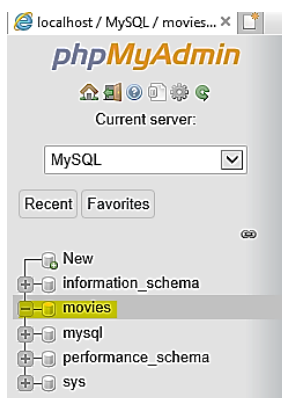 localhost / MySQL / movies...
phpMyAdmin
Current server:
MySQL
Recent Favorites
New
information_schema
movies
mysql
performance_schema
sys